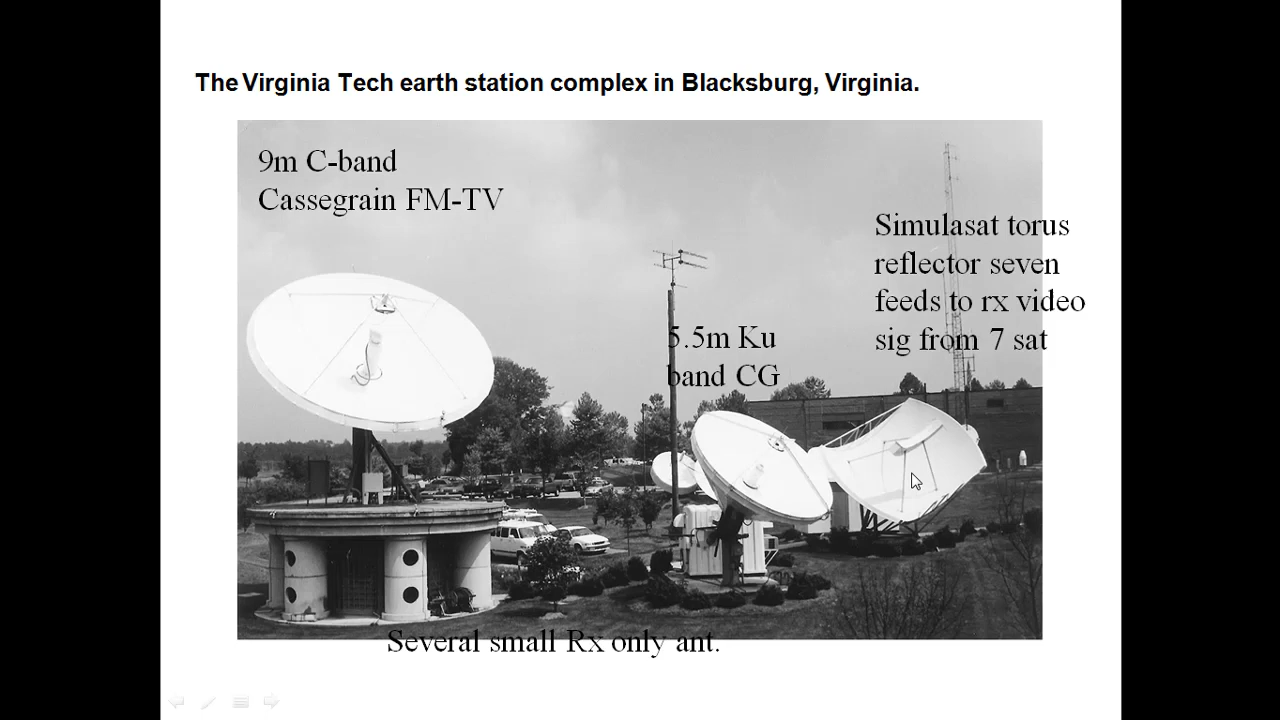 The Virginia Tech earth station complex in Blacksburg, Virginia.
9m C-band
Cassegrain FM-TV
Simulasat torus
reflector seven
feeds to rx video
sig from 7 sat
5.5m Ku
band CG
Several small Rx only ant.